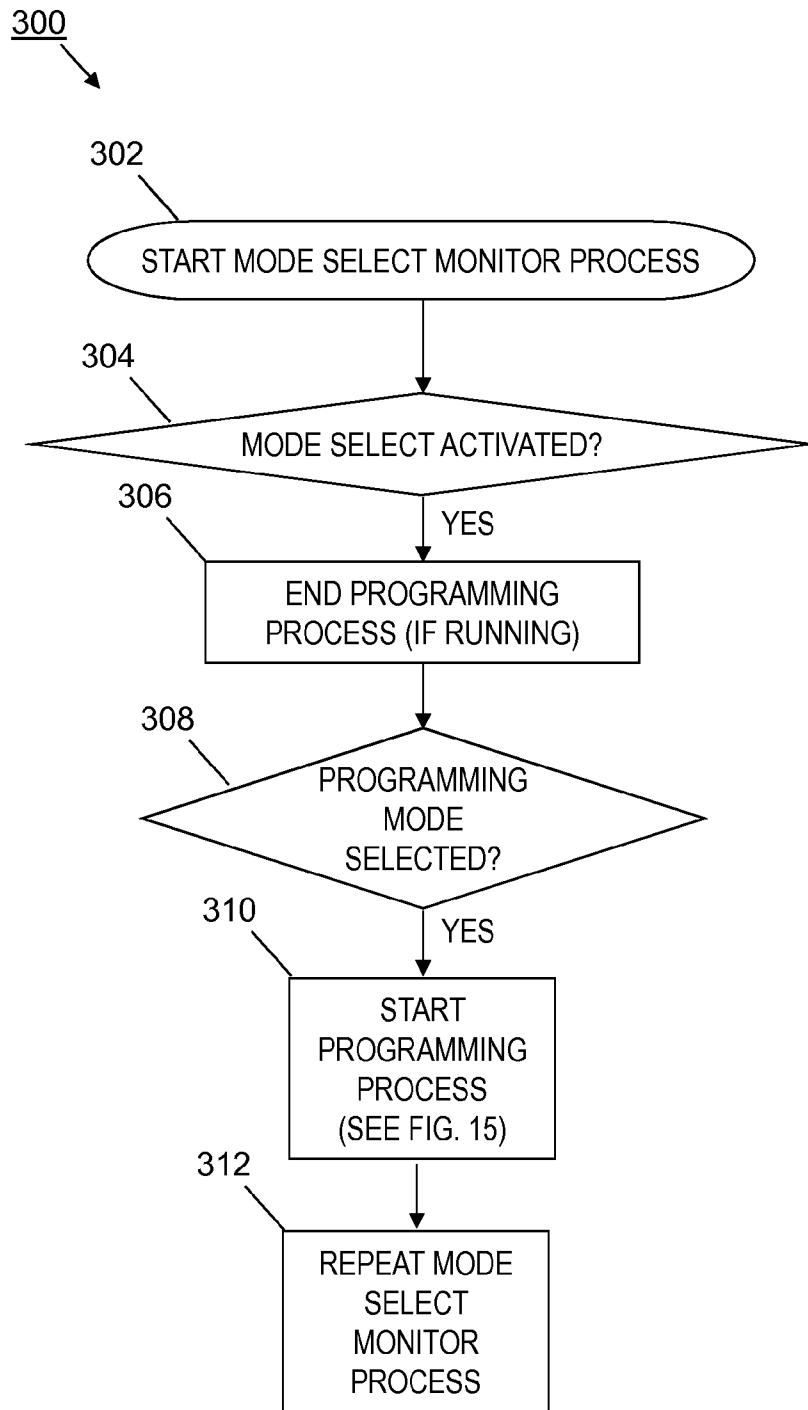 300
302
START MODE SELECT MONITOR PROCESS
304
MODE SELECT ACTIVATED?
306
YES
END PROGRAMMING
PROCESS (IF RUNNING)
308
PROGRAMMING
MODE
SELECTED?
310
YES
START
PROGRAMMING
PROCESS
(SEE FIG. 15)
312
REPEAT MODE
SELECT
MONITOR
PROCESS